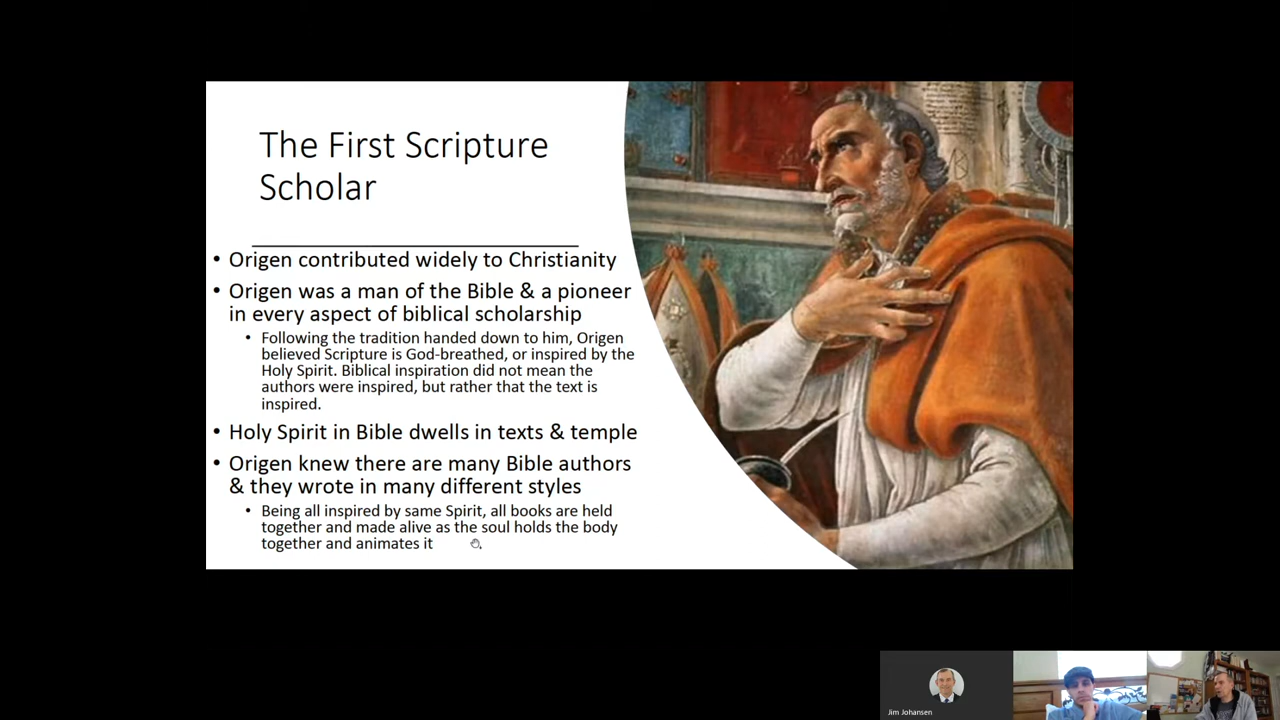 The First Scripture
Scholar
• Origen contributed widely to Christianity
• Origen was a man of the Bible & a pioneer
in every aspect of biblical scholarship
• Following the tradition handed down to him, Origen
believed Scripture is God-breathed, or inspired by the
Holy Spirit. Biblical inspiration did not mean the
authors were inspired, but rather that the text is
inspired.
• Holy Spirit in Bible dwells in texts & temple
• Origen knew there are many Bible authors
& they wrote in many different styles
• Being all inspired by same Spirit, all books are held
together and made alive as the soul holds the body
together and animates it
Jim Johansen